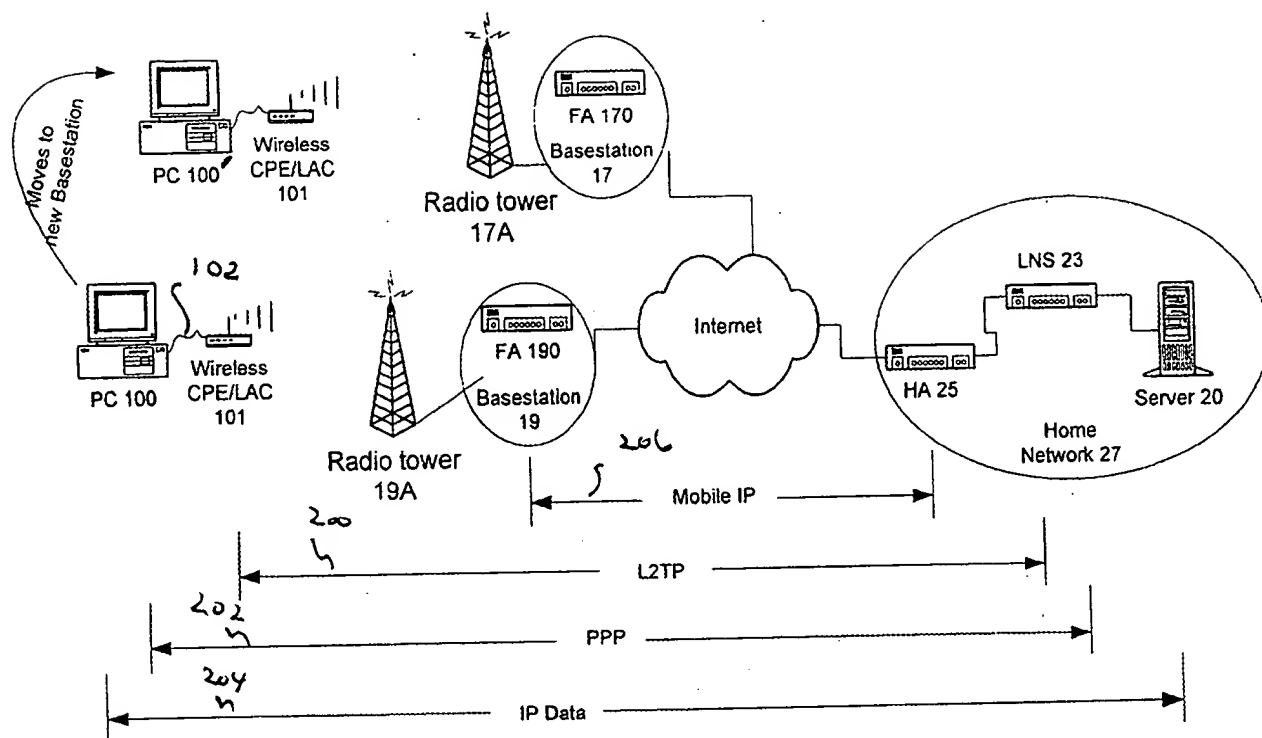 Moves to
new Basestation
PC 100
Wireless
CPE/LAC
101
FA 170
Basestation
17
Radio tower
17A
102
PC 100
Wireless
CPE/LAC
101
FA 190
Basestation
19
Radio tower
19A
Internet
LNS 23
HA 25
Server 20
Home
Network 27
206
Mobile IP
200
L2TP
202
PPP
204
IP Data